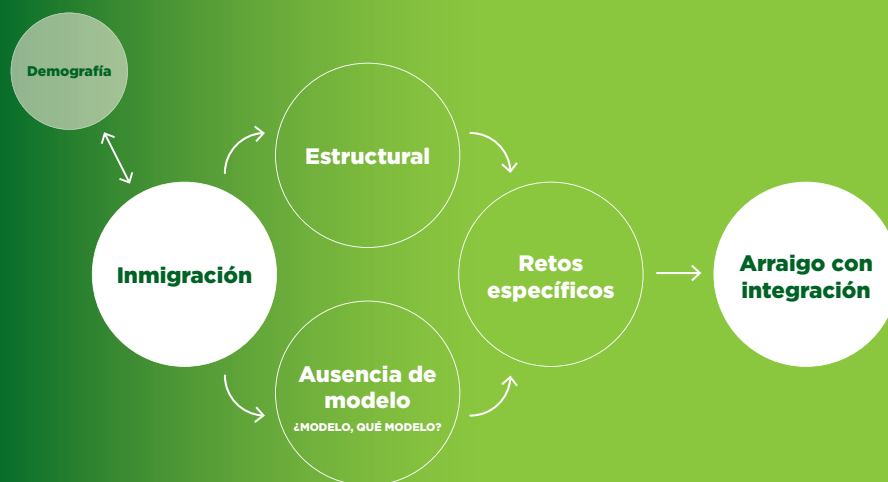 Demografía
Estructural
Inmigración
Retos
específicos
Arraigo con
integración
Ausencia de
modelo
¿MODELO, QUÉ MODELO?